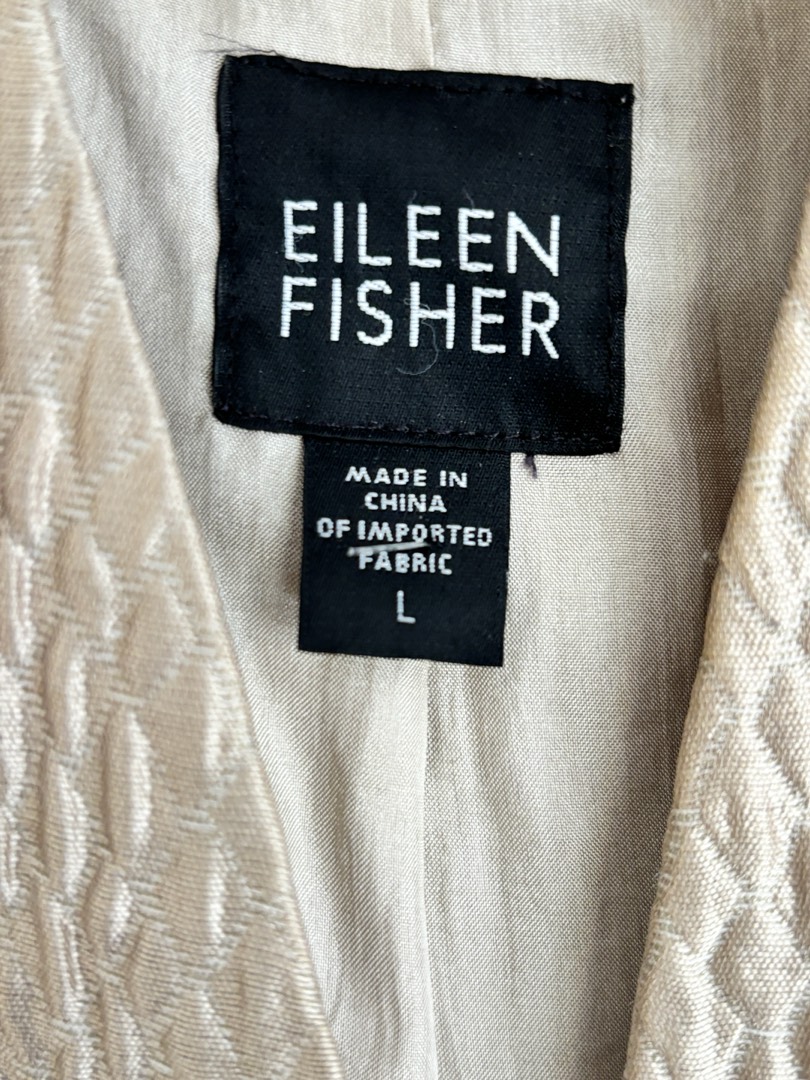 EILEEN
FISHER
MADE IN
CHINA
OF IMPORTED
FABRIC
L